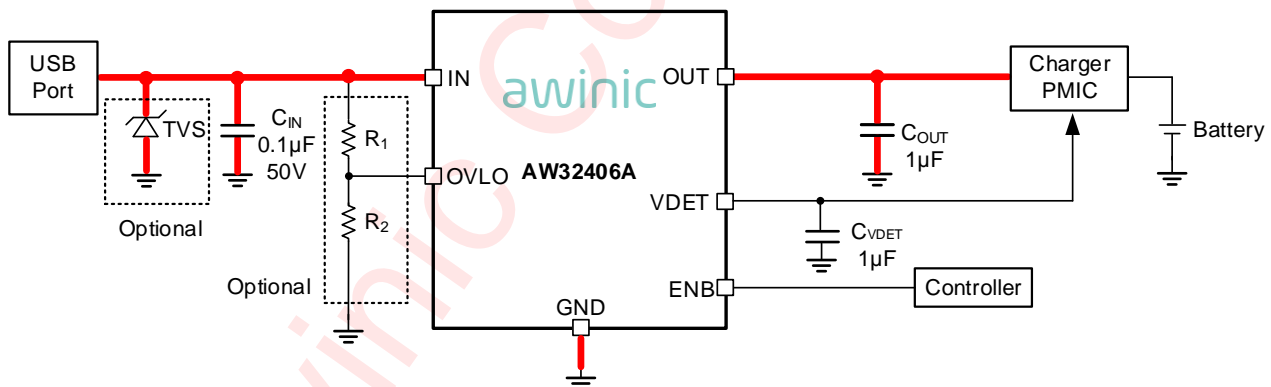 USB
Port
TVS
Optional
CIN
0.1µF
50V
R1
R2
Optional
IN
OVLO
awinic
AW32406A
GND
OUT
VDET
ENB
COUT
1µF
CVDET
1µF
Charger
PMIC
Battery
Controller